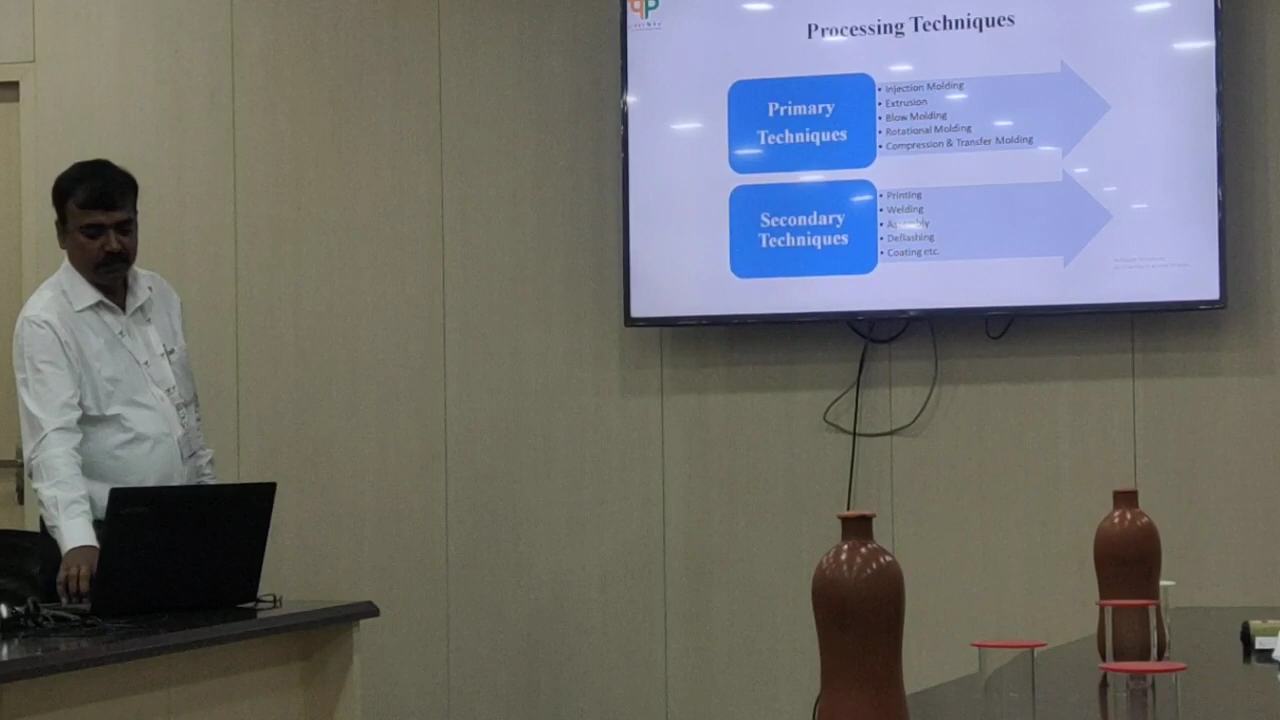 Processing Techniques
Primary
Techniques
• Injection Molding
• Extrusion
• Blow Molding
• Rotational Molding
• Compression & Transfer Molding
Secondary
Techniques
• Printing
• Welding
• Assembly
• Deflashing
• Coating etc.